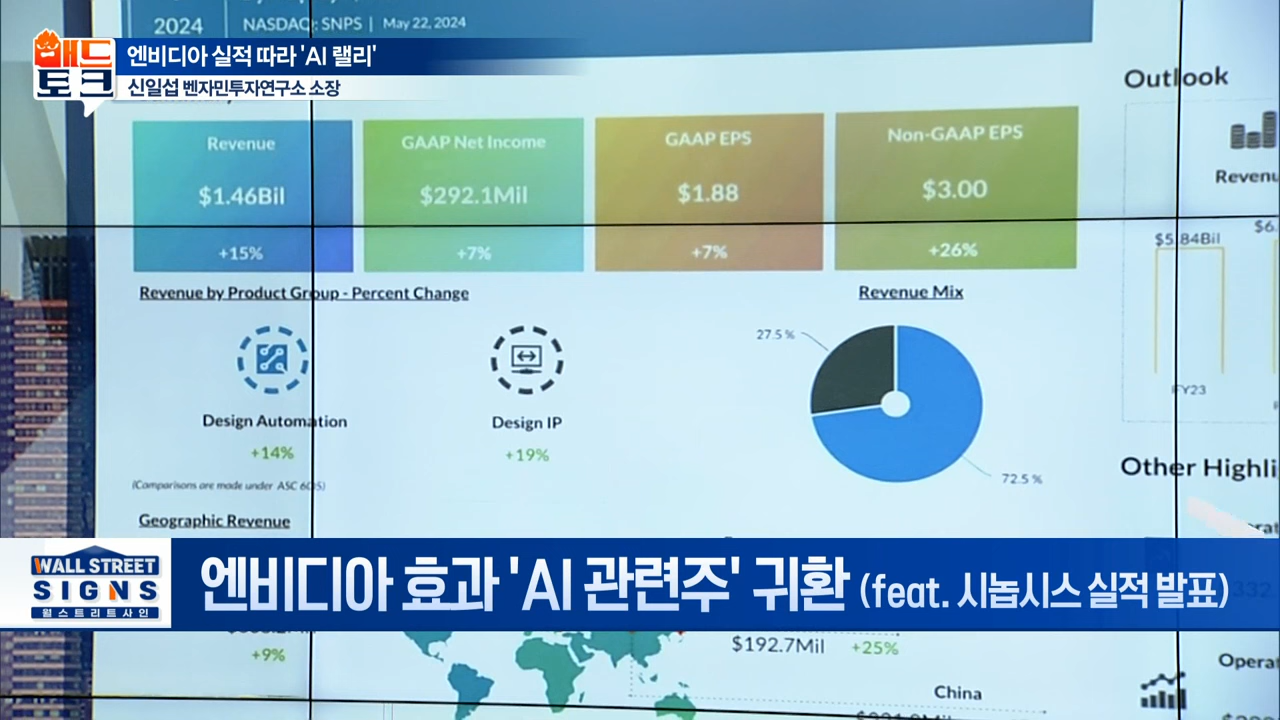 2024
NASDAQ: SNPS | May 22, 2024
매드
토크
엔비디아 실적 따라 'AI 랠리'
신일섭 벤자민투자연구소 소장
Revenue
$1.46Bil
+15%
GAAP Net Income
$292.1Mil
+7%
GAAP EPS
$1.88
+7%
Non-GAAP EPS
$3.00
+26%
Outlook
Revenu
$5.84Bil
$6.
FY23
Revenue by Product Group - Percent Change
Design Automation
+14%
Design IP
+19%
(Comparisons are made under ASC 605)
Revenue Mix
27.5 %
72.5 %
Other Highli
Geographic Revenue
WALL STREET
SIGNS
월스트리트사인
엔비디아 효과 'AI 관련주' 귀환 (feat. 시놉시스 실적 발표)
+9%
$192.7Mil +25%
China
Opera